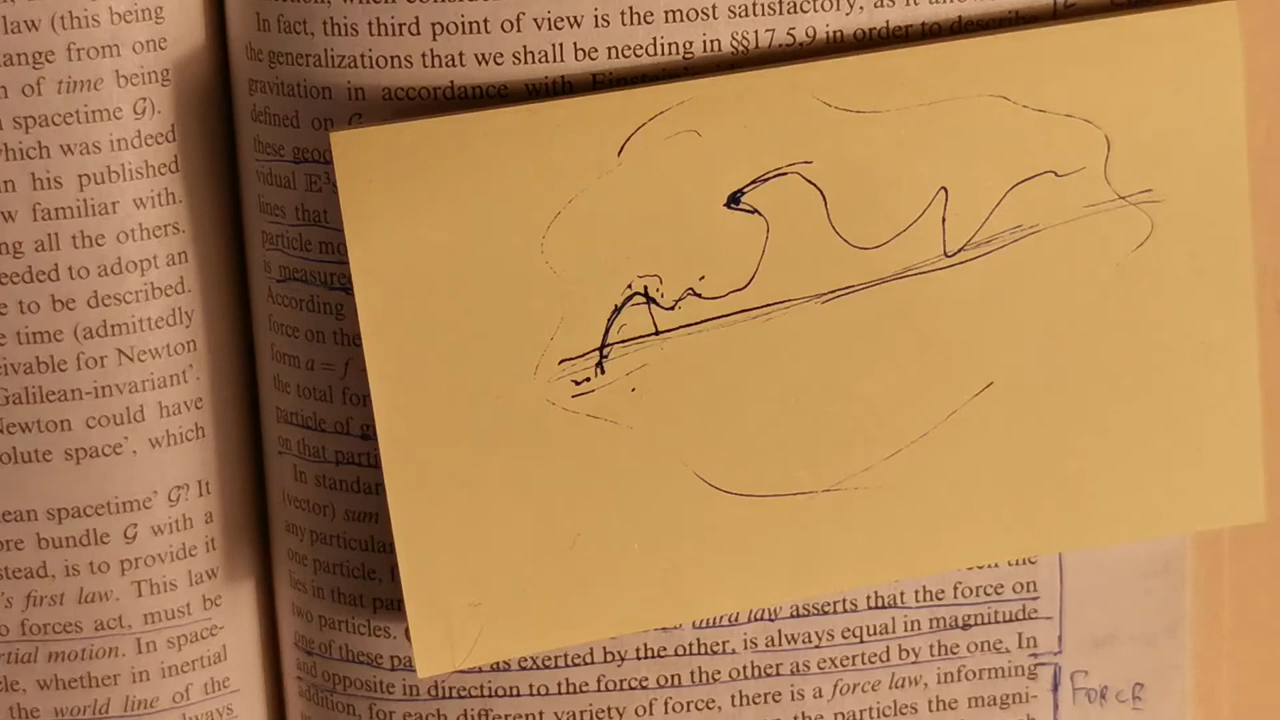 law (this being
ange from one
of time being
spacetime G).
which was indeed
in his published
w familiar with.
ng all the others.
eeded to adopt an
e to be described.
e time (admittedly
eivable for Newton
Galilean-invariant'.
Newton could have
olute space', which
ean spacetime' G? It
ore bundle G with a
stead, is to provide it
's first law. This law
o forces act, must be
rtial motion. In space-
cle, whether in inertial
the world line of the
always
In fact, this third point of view is the most satisfactory, as it
the generalizations that we shall be needing in §§17.5,9 in order to describe
gravitation in accordance with
defined on G
these geod
vidual E³s
lines that
particle mo
is measure
According
force on the
form a = f
the total for
particle of g
on that parti
In standar
(vector) sum
any particular
one particle,
lies in that par
two particles.
the
third law asserts that the force on
one of these pa as exerted by the other, is always equal in magnitude
and opposite in direction to the force on the other as exerted by the one. In
addition, for each different variety of force, there is a force law, informing
the particles the magni-
FORCE